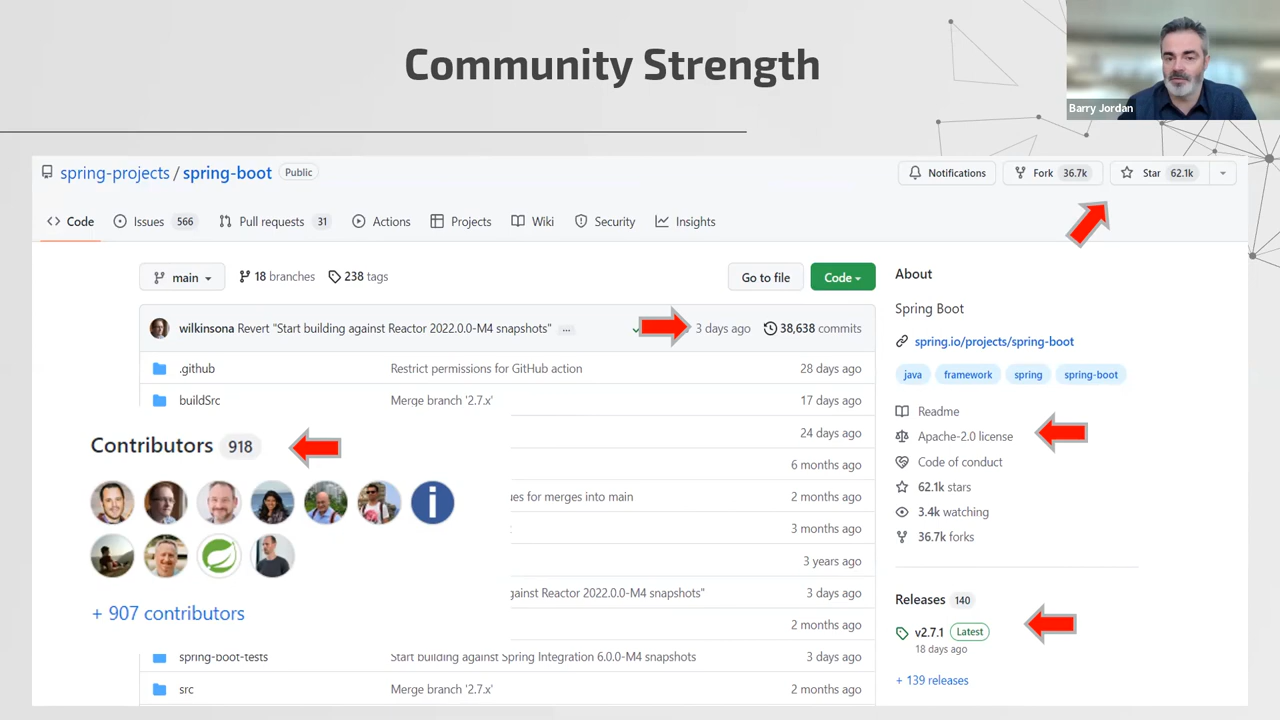 Community Strength
Barry Jordan
spring-projects / spring-boot Public
Notifications Fork 36.7k Star 62.1k
Code Issues 566 Pull requests 31 Actions Projects Wiki Security Insights
main 18 branches 238 tags Go to file Code
wilkinsona Revert "Start building against Reactor 2022.0.0-M4 snapshots" ... 3 days ago 38,638 commits
.github Restrict permissions for GitHub action 28 days ago
buildSrc Merge branch '2.7.x' 17 days ago
24 days ago
6 months ago
ues for merges into main 2 months ago
3 months ago
3 years ago
gainst Reactor 2022.0.0-M4 snapshots" 3 days ago
2 months ago
spring-boot-tests Start building against Spring Integration 6.0.0-M4 snapshots 3 days ago
src Merge branch '2.7.x' 2 months ago
Contributors 918
i
+ 907 contributors
About
Spring Boot
spring.io/projects/spring-boot
java framework spring spring-boot
Readme
Apache-2.0 license
Code of conduct
62.1k stars
3.4k watching
36.7k forks
Releases 140
v2.7.1 Latest
18 days ago
+ 139 releases